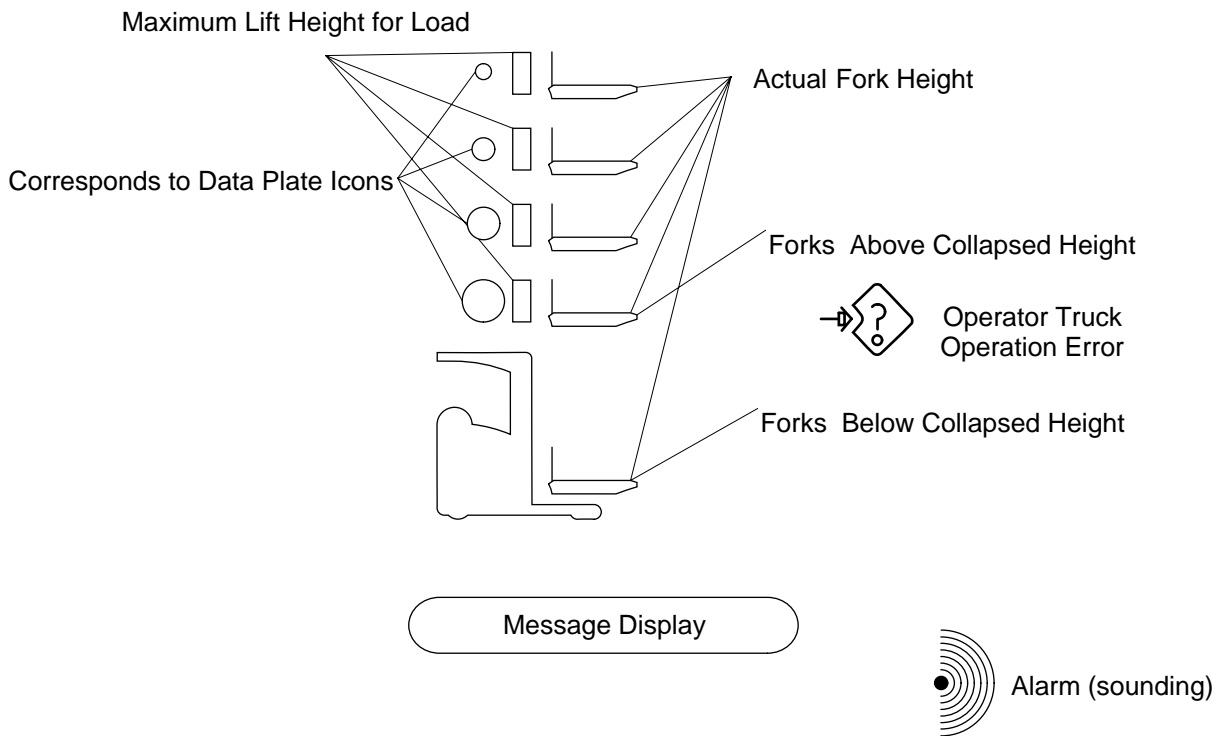 Maximum Lift Height for Load
Actual Fork Height
Corresponds to Data Plate Icons
Forks Above Collapsed Height
?
Operator Truck
Operation Error
Forks Below Collapsed Height
Message Display
Alarm (sounding)